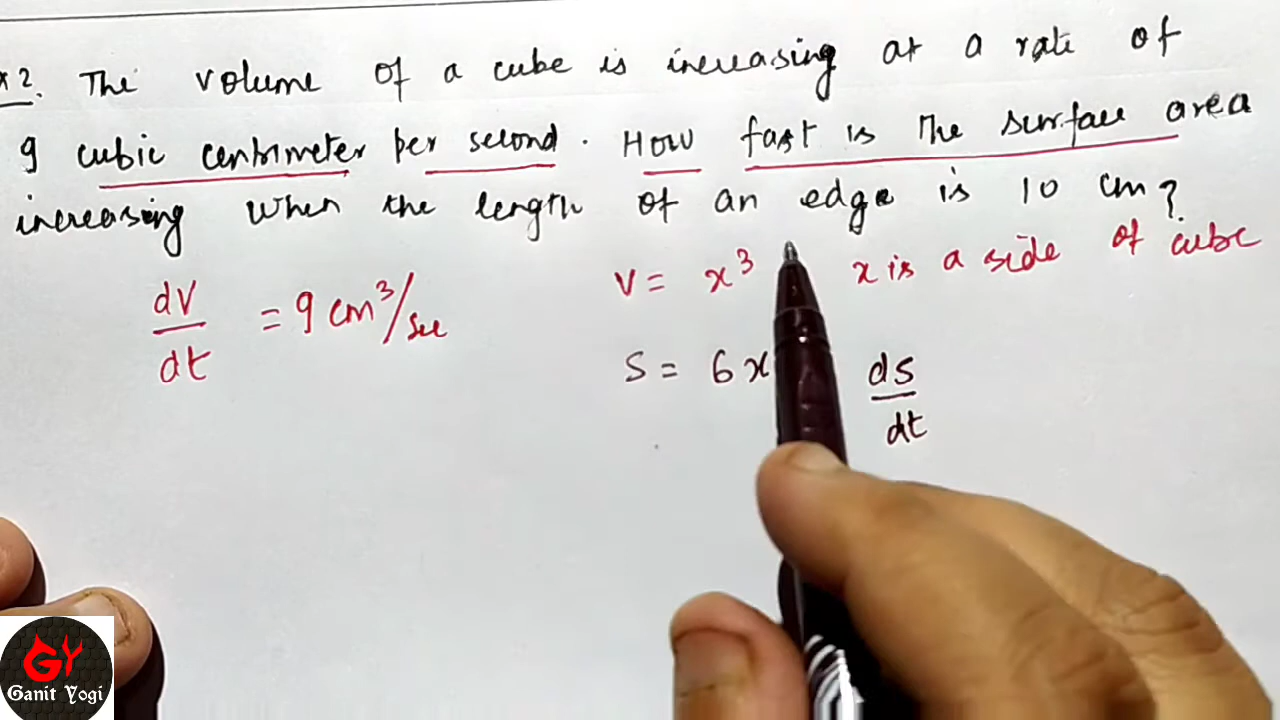 x 2. The volume of a cube is increasing at a rate of
9 cubic centimeter per second. How fast is the surface area
increasing when the length of an edge is 10 cm?
dV/dt = 9 cm³/sec
V = x³ x is a side of cube
S = 6x dS/dt
GY
Ganit Yogi